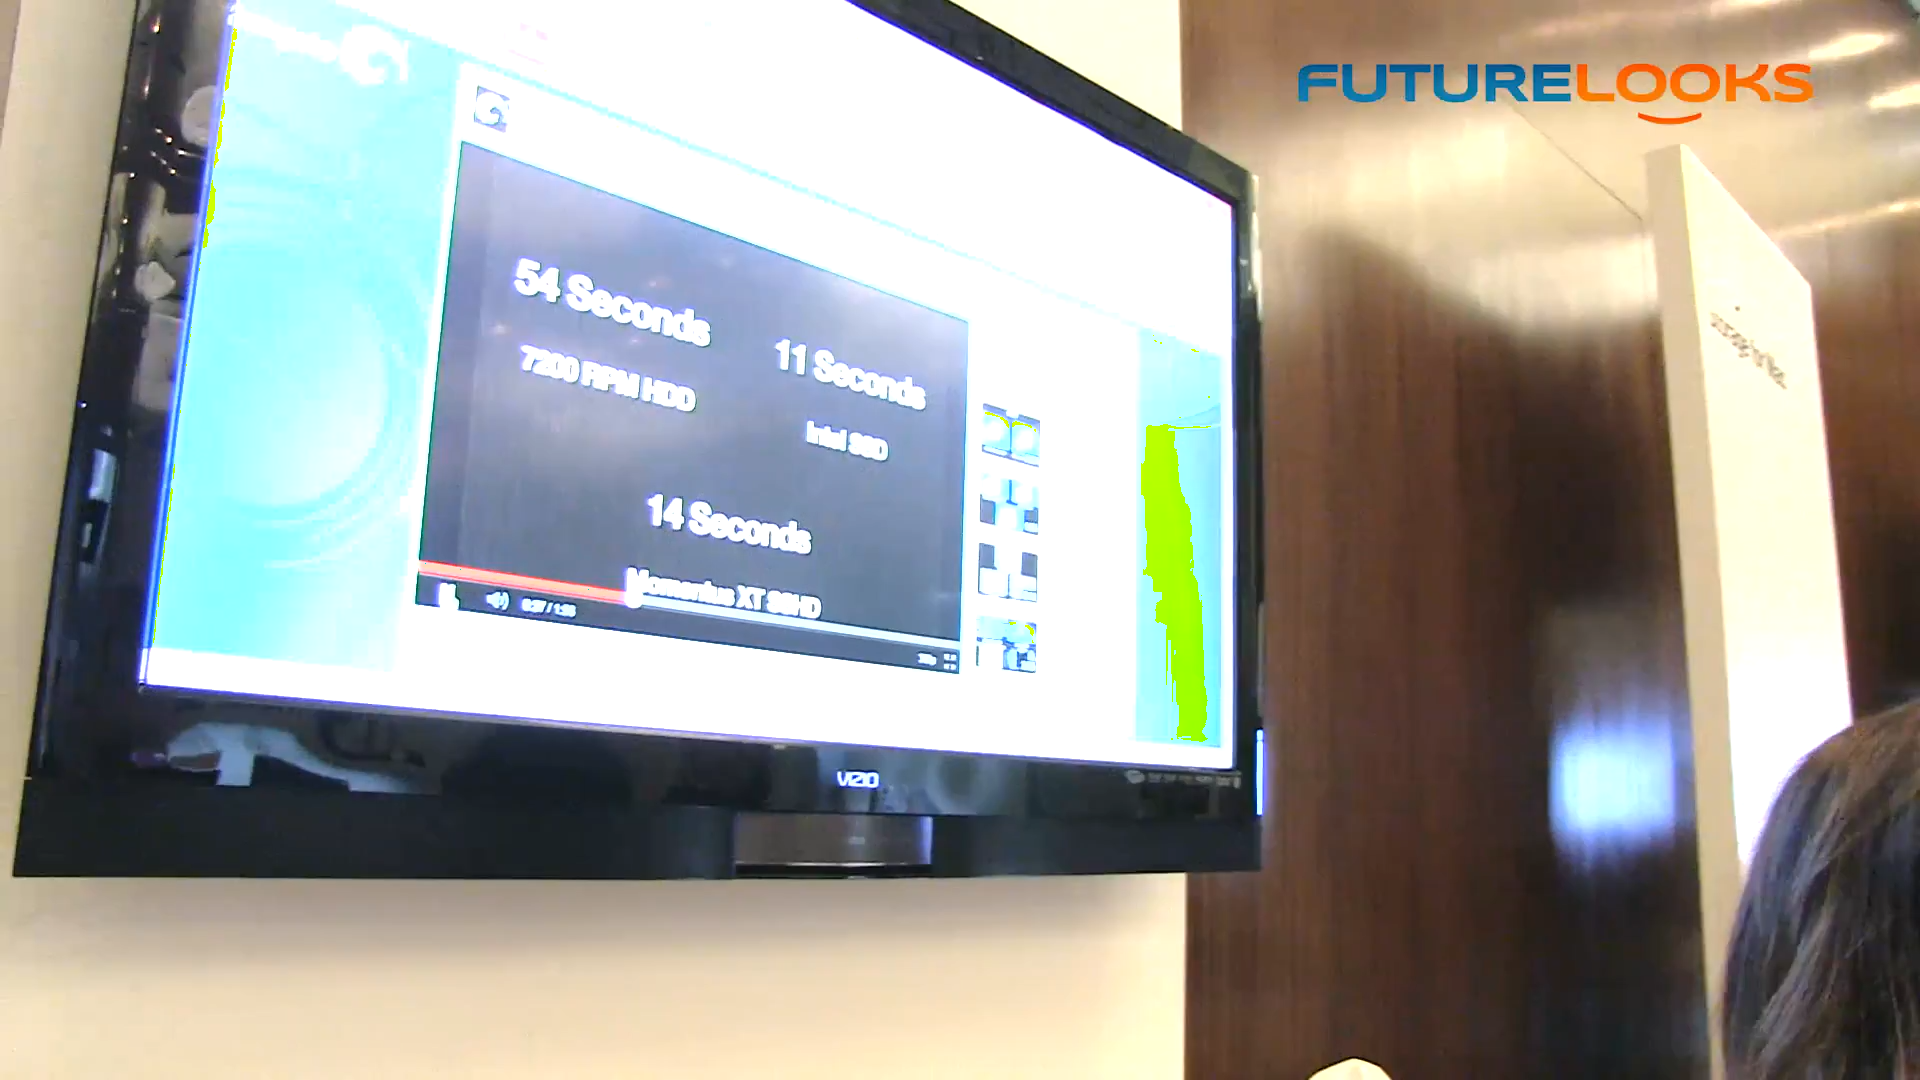 FUTURELOOKS
54 Seconds
7200 RPM HDD
11 Seconds
Intel SSD
14 Seconds
Momentus XT SSHD
VIZIO